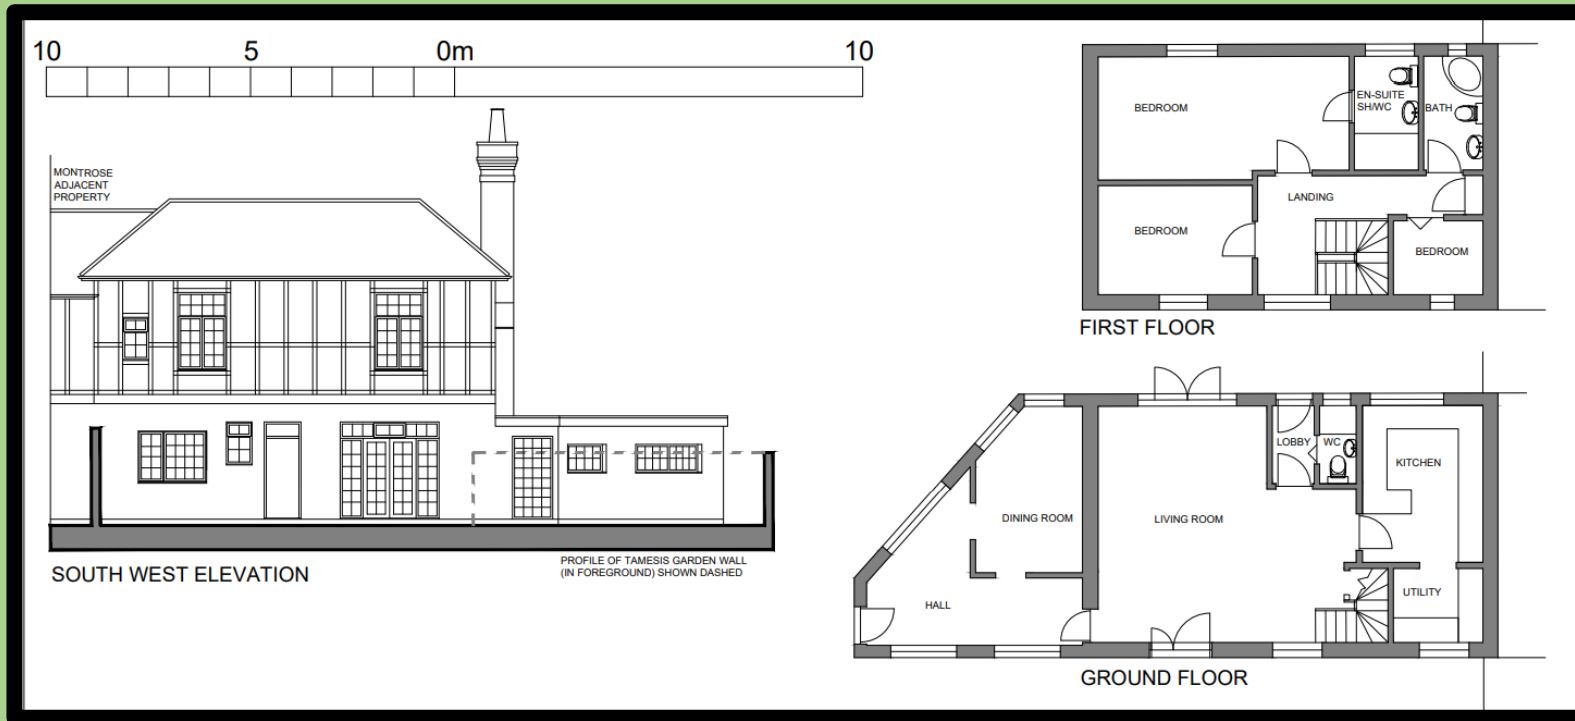 10 5 0m 10
MONTROSE
ADJACENT
PROPERTY
SOUTH WEST ELEVATION
PROFILE OF TAMESIS GARDEN WALL
(IN FOREGROUND) SHOWN DASHED
BEDROOM
EN-SUITE
SH/WC
BATH
LANDING
BEDROOM
BEDROOM
FIRST FLOOR
LOBBY
WC
KITCHEN
DINING ROOM
LIVING ROOM
HALL
UTILITY
GROUND FLOOR